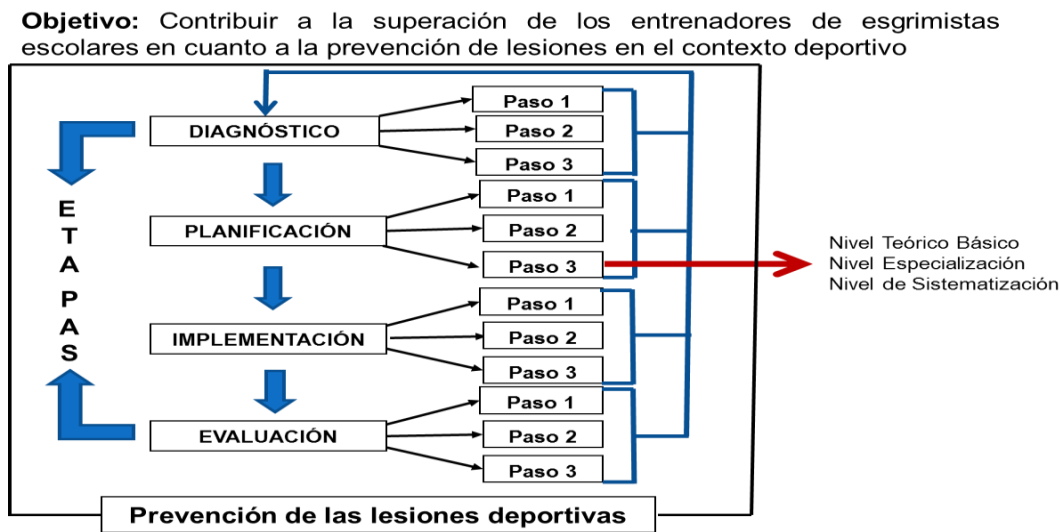 Objetivo: Contribuir a la superación de los entrenadores de esgrimistas
escolares en cuanto a la prevención de lesiones en el contexto deportivo
Paso 1
DIAGNÓSTICO
Paso 2
Paso 3
Paso 1
PLANIFICACIÓN
Paso 2
Paso 3
Nivel Teórico Básico
Nivel Especialización
Nivel de Sistematización
Paso 1
IMPLEMENTACIÓN
Paso 2
Paso 3
Paso 1
EVALUACIÓN
Paso 2
Paso 3
E
T
A
PA
A
S
Prevención de las lesiones deportivas